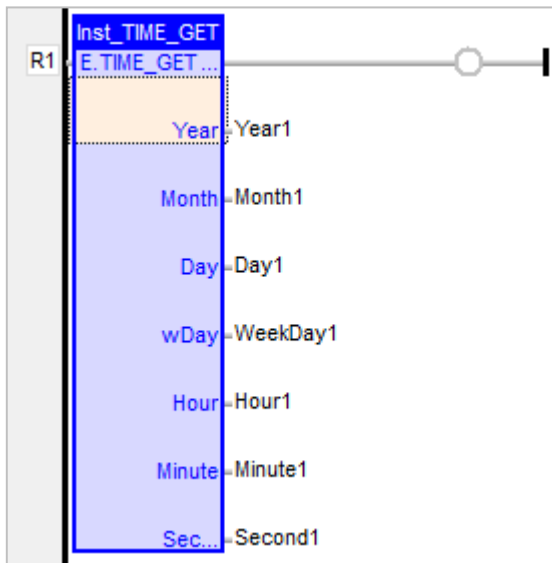 Inst_TIME_GET
R1 E.TIME_GET ...
Year Year1
Month Month1
Day Day1
wDay WeekDay1
Hour Hour1
Minute Minute1
Sec... Second1